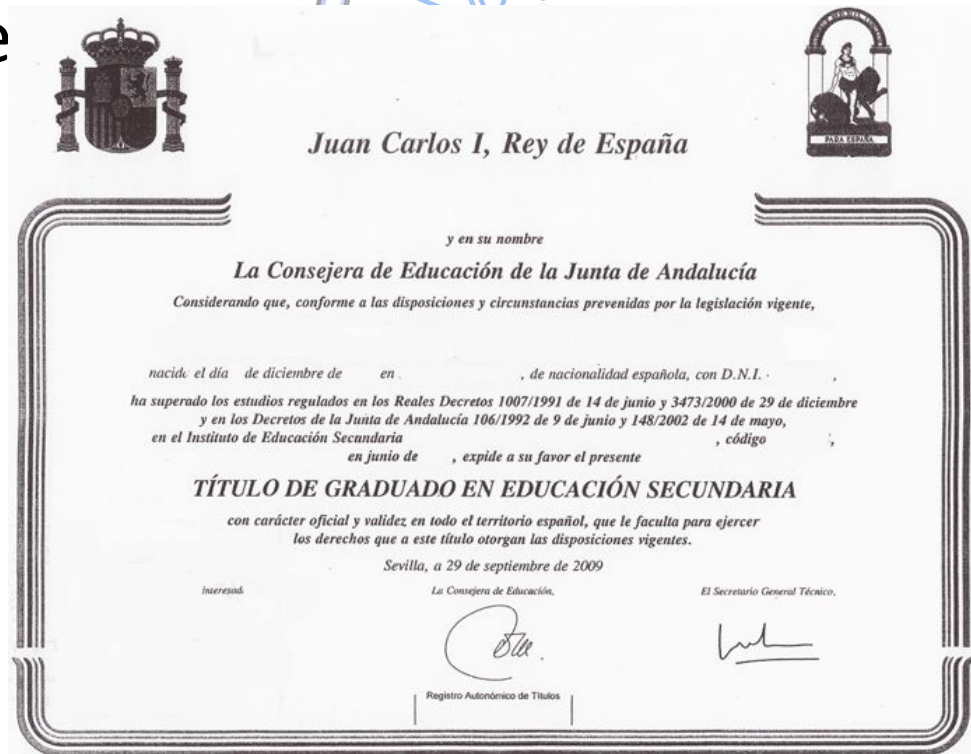 e
PARA ESPAÑA
Juan Carlos I, Rey de España
y en su nombre
La Consejera de Educación de la Junta de Andalucía
Considerando que, conforme a las disposiciones y circunstancias prevenidas por la legislación vigente,
nacido el día de diciembre de en , de nacionalidad española, con D.N.I. ,
ha superado los estudios regulados en los Reales Decretos 1007/1991 de 14 de junio y 3473/2000 de 29 de diciembre
y en los Decretos de la Junta de Andalucía 106/1992 de 9 de junio y 148/2002 de 14 de mayo,
en el Instituto de Educación Secundaria , código ,
en junio de , expide a su favor el presente
TÍTULO DE GRADUADO EN EDUCACIÓN SECUNDARIA
con carácter oficial y validez en todo el territorio español, que le faculta para ejercer
los derechos que a este título otorgan las disposiciones vigentes.
Sevilla, a 29 de septiembre de 2009
interesad La Consejera de Educación, El Secretario General Técnico,
Registro Autonómico de Títulos